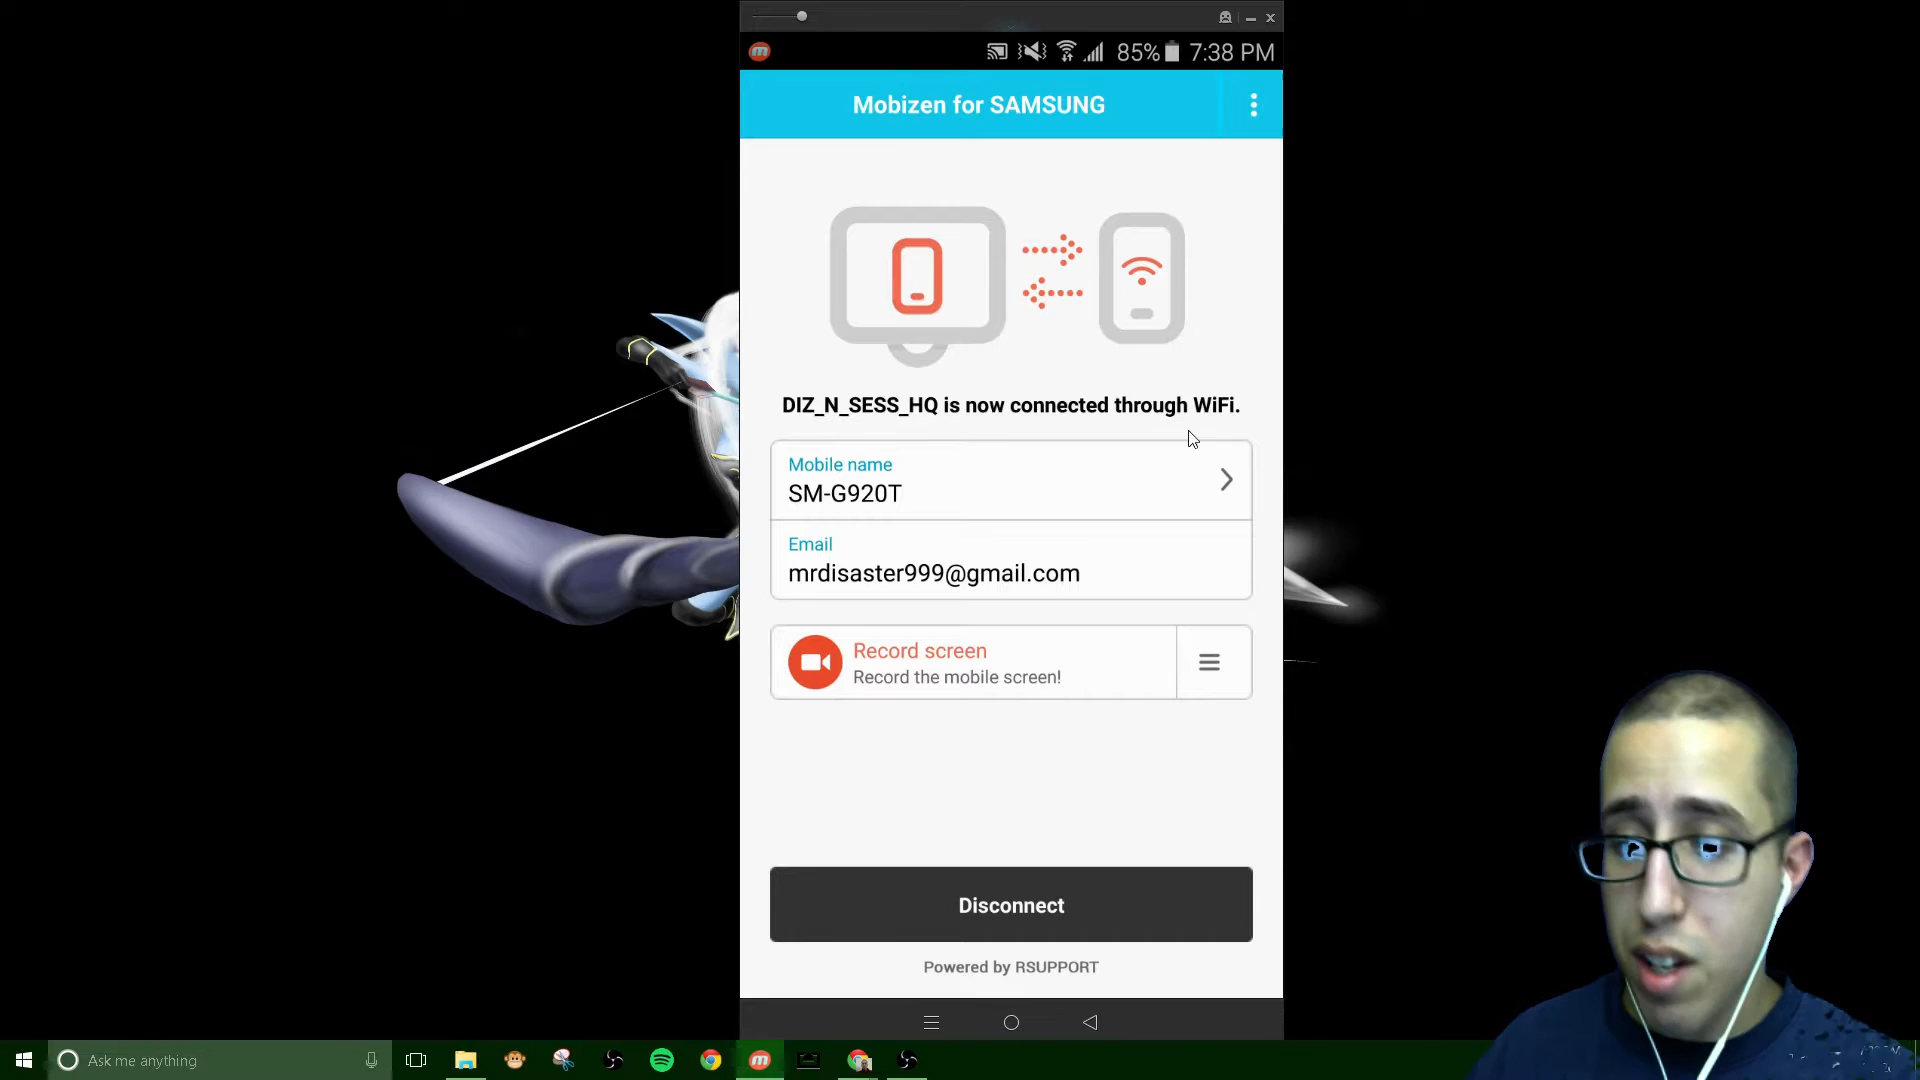 85% 7:38 PM
Mobizen for SAMSUNG
DIZ_N_SESS_HQ is now connected through WiFi.
Mobile name
SM-G920T
Email
mrdisaster999@gmail.com
Record screen
Record the mobile screen!
Disconnect
Powered by RSUPPORT
Ask me anything